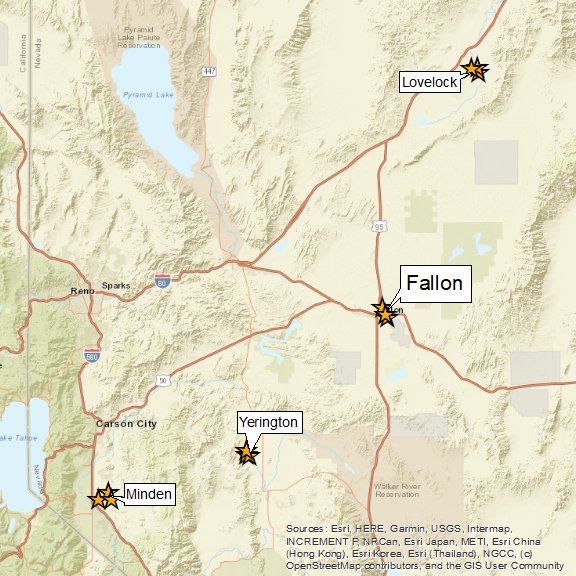 California
Nevada
Pyramid
Lake Paiute
Reservation
447
Lovelock
Pyramid Lake
95
Fallon
Sparks
80
Reno
580
50
Yerington
Carson City
Lake Tahoe
Nevada
Minden
Walker River
Reservation
Sources: Esri, HERE, Garmin, USGS, Intermap,
INCREMENT P, NRCan, Esri Japan, METI, Esri China
(Hong Kong), Esri Korea, Esri (Thailand), NGCC, (c)
OpenStreetMap contributors, and the GIS User Community